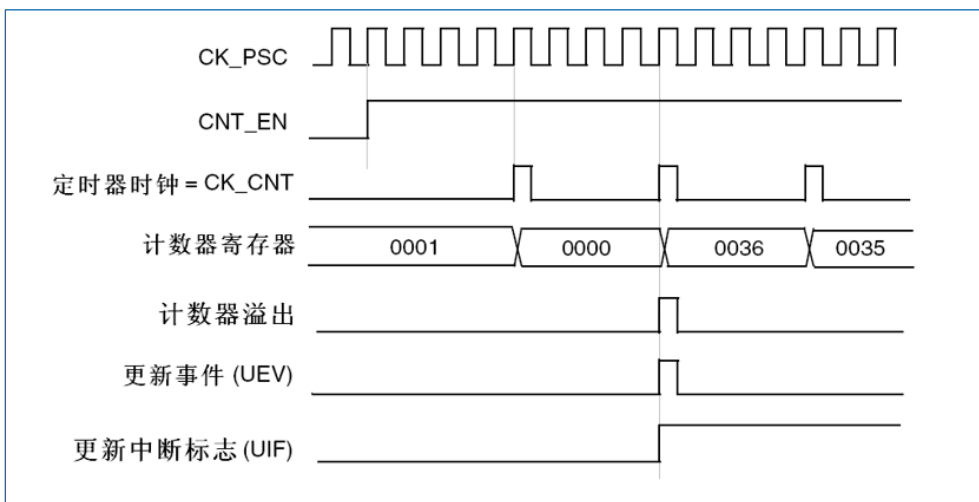 CK_PSC
CNT_EN
定时器时钟 = CK_CNT
计数器寄存器 0001 0000 0036 0035
计数器溢出
更新事件 (UEV)
更新中断标志 (UIF)